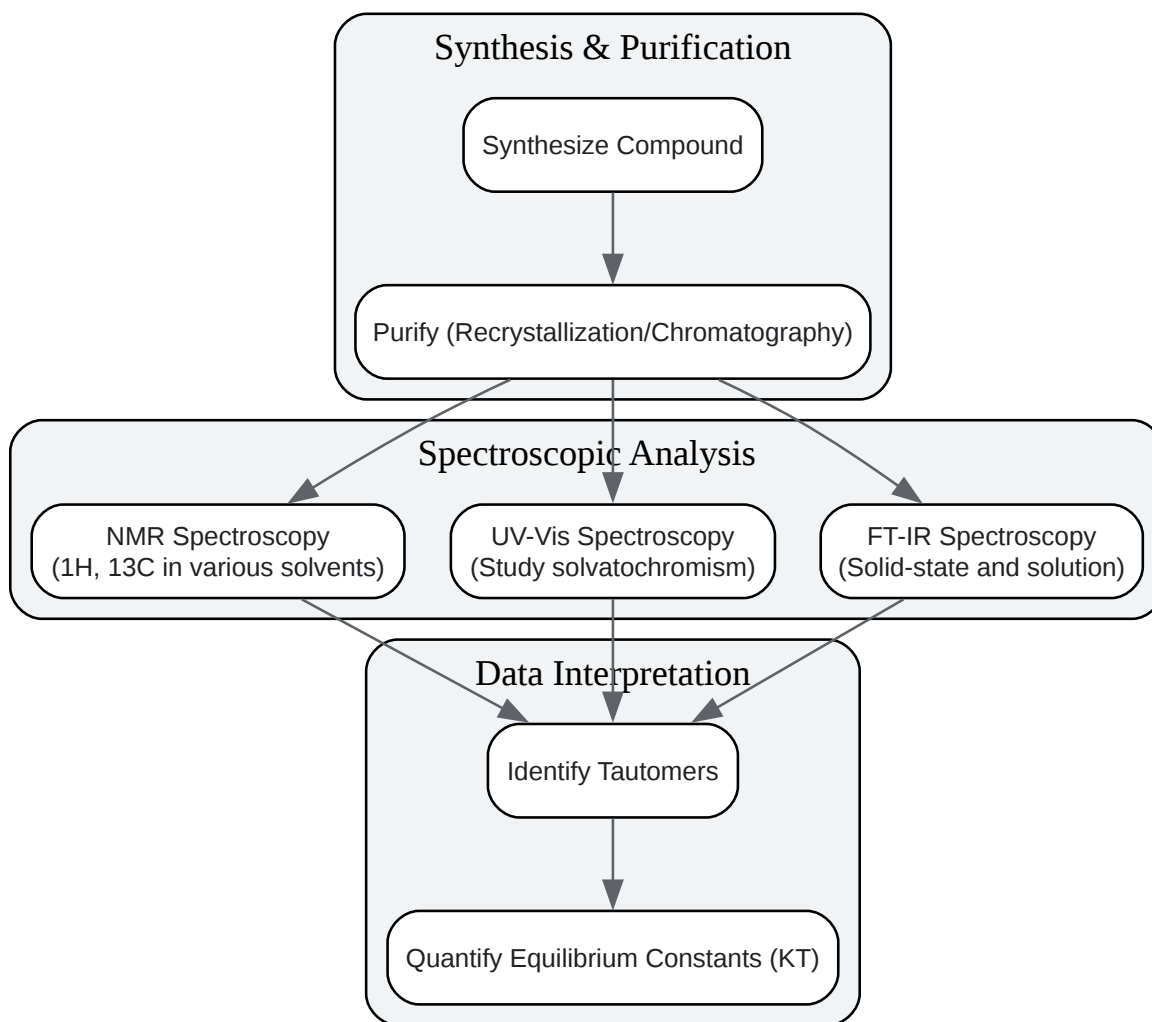 Synthesis & Purification
Synthesize Compound
Purify (Recrystallization/Chromatography)
Spectroscopic Analysis
NMR Spectroscopy
(1H, 13C in various solvents)
UV-Vis Spectroscopy
(Study solvatochromism)
FT-IR Spectroscopy
(Solid-state and solution)
Data Interpretation
Identify Tautomers
Quantify Equilibrium Constants (KT)